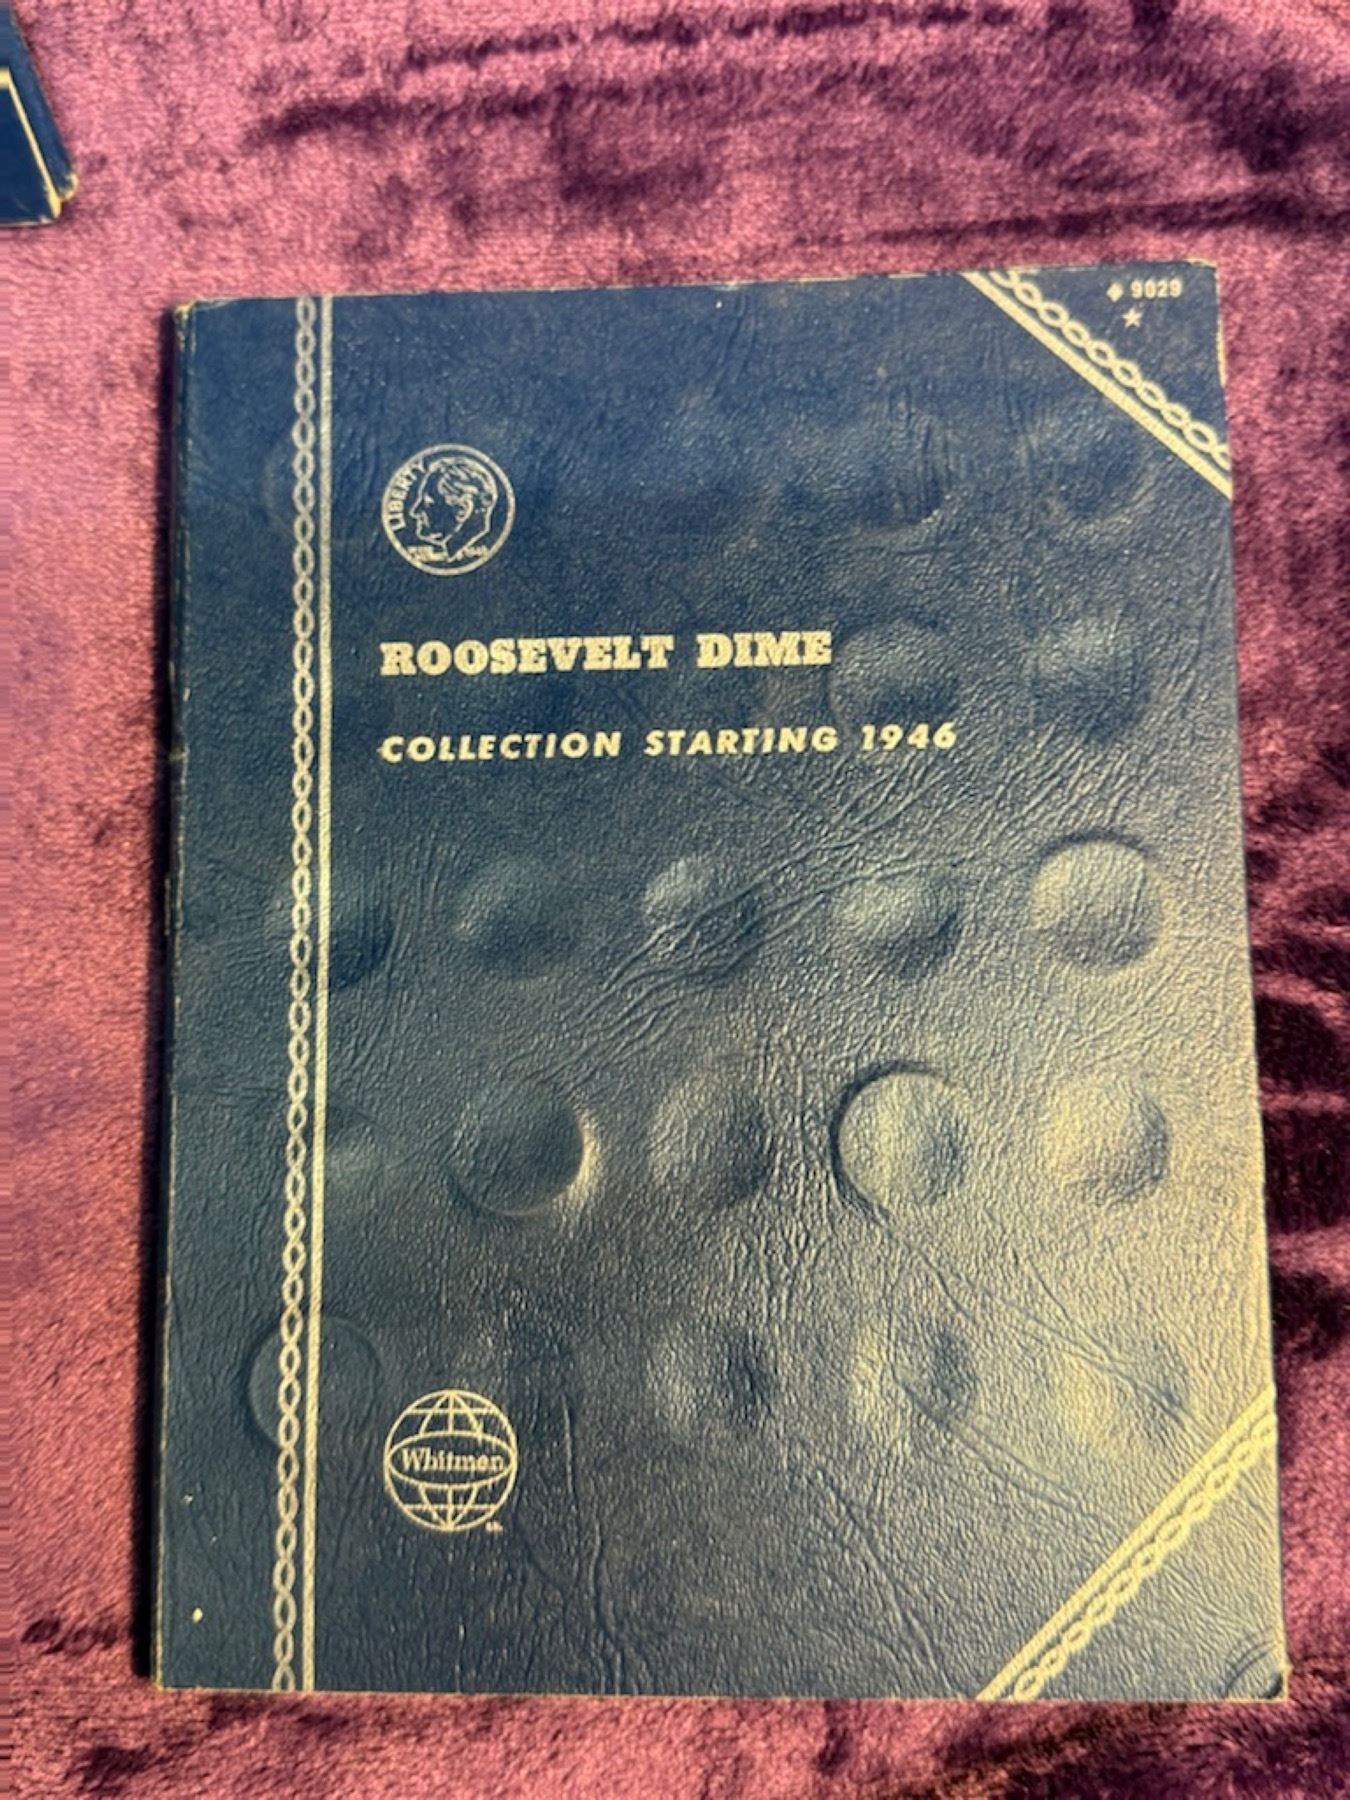 9029
LIBERTY
ROOSEVELT DIME
COLLECTION STARTING 1946
Whitman